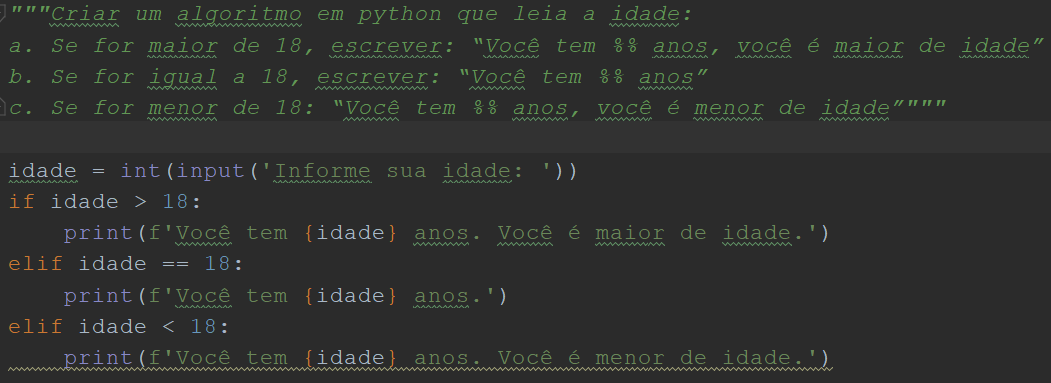 """Criar um algoritmo em python que leia a idade:
a. Se for maior de 18, escrever: “Você tem %% anos, você é maior de idade”
b. Se for igual a 18, escrever: “Você tem %% anos”
c. Se for menor de 18: “Você tem %% anos, você é menor de idade”"""
idade = int(input('Informe sua idade: '))
if idade > 18:
    print(f'Você tem {idade} anos. Você é maior de idade.')
elif idade == 18:
    print(f'Você tem {idade} anos.')
elif idade < 18:
    print(f'Você tem {idade} anos. Você é menor de idade.')